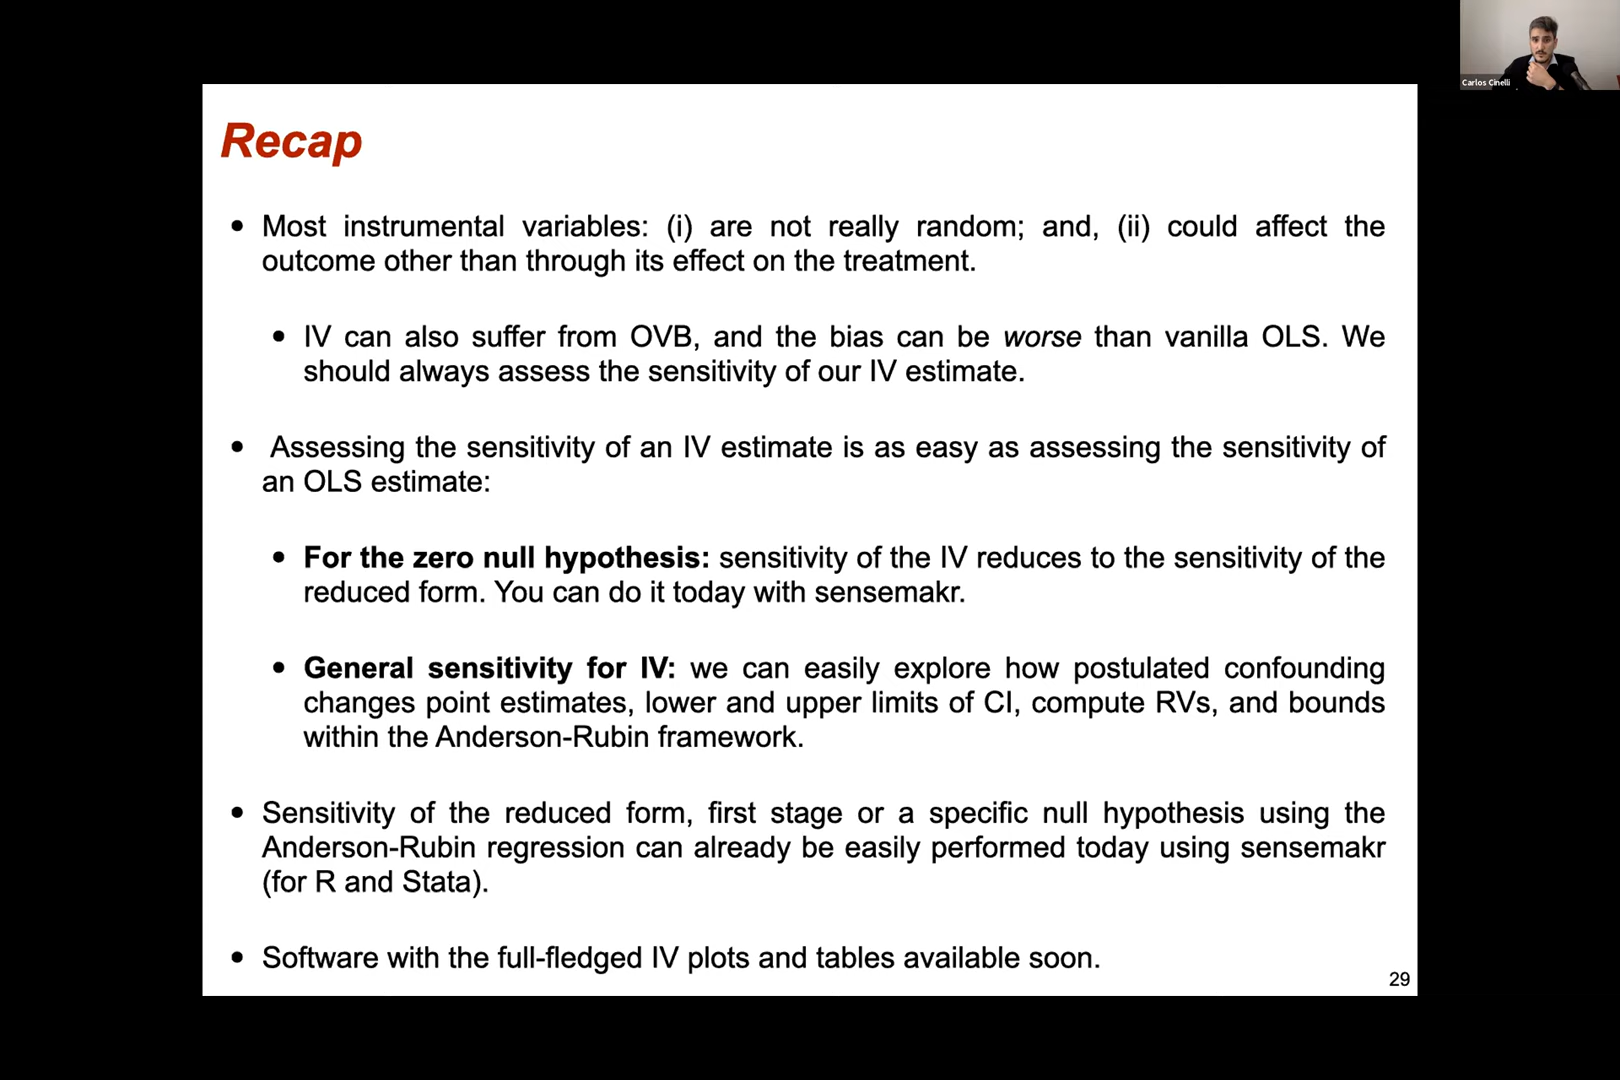 Carlos Cinelli
Recap
• Most instrumental variables: (i) are not really random; and, (ii) could affect the
outcome other than through its effect on the treatment.
• IV can also suffer from OVB, and the bias can be worse than vanilla OLS. We
should always assess the sensitivity of our IV estimate.
• Assessing the sensitivity of an IV estimate is as easy as assessing the sensitivity of
an OLS estimate:
• For the zero null hypothesis: sensitivity of the IV reduces to the sensitivity of the
reduced form. You can do it today with sensemakr.
• General sensitivity for IV: we can easily explore how postulated confounding
changes point estimates, lower and upper limits of CI, compute RVs, and bounds
within the Anderson-Rubin framework.
• Sensitivity of the reduced form, first stage or a specific null hypothesis using the
Anderson-Rubin regression can already be easily performed today using sensemakr
(for R and Stata).
• Software with the full-fledged IV plots and tables available soon.
29